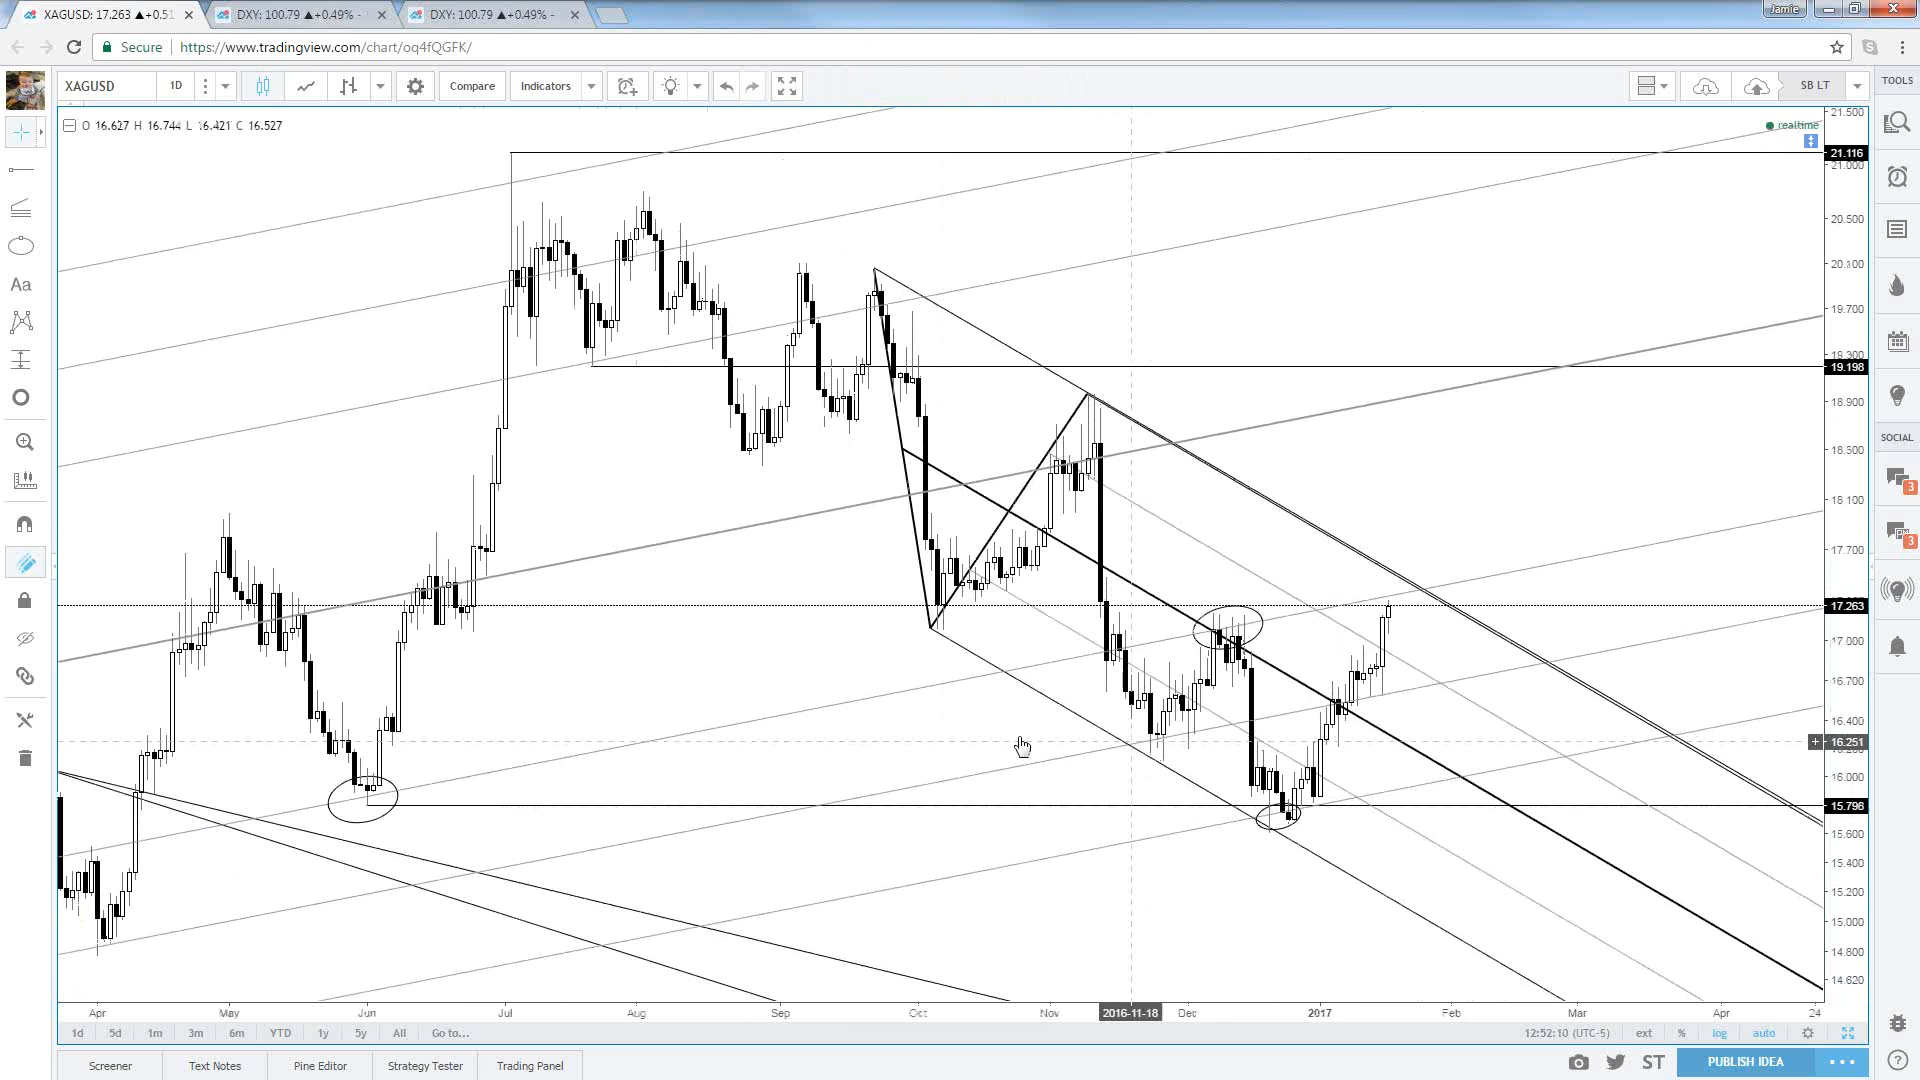 XAGUSD: 17.263 ▲+0.51
DXY: 100.79 ▲+0.49% -
DXY: 100.79 ▲+0.49% -
Jamie
Secure
https://www.tradingview.com/chart/oq4fQGFK/
XAGUSD
1D
Compare
Indicators
SB LT
TOOLS
O 16.627 H 16.744 L 16.421 C 16.527
realtime
21.500
21.116
21.000
20.500
20.100
19.700
19.300
19.198
18.900
18.500
18.100
17.700
17.263
17.000
16.700
16.400
16.251
16.000
15.796
15.600
15.400
15.200
15.000
14.800
14.620
SOCIAL
3
3
Apr
May
Jun
Jul
Aug
Sep
Oct
Nov
2016-11-18
Dec
2017
Feb
Mar
Apr
24
1d
5d
1m
3m
6m
YTD
1y
5y
All
Go to...
12:52:10 (UTC-5)
ext
%
log
auto
Screener
Text Notes
Pine Editor
Strategy Tester
Trading Panel
ST
PUBLISH IDEA